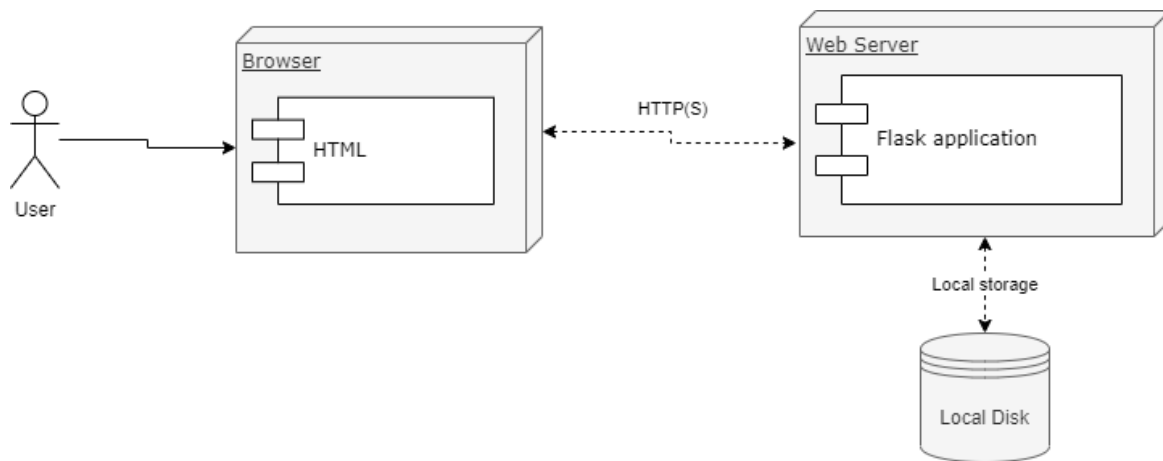 Browser
HTML
User
HTTP(S)
Web Server
Flask application
Local storage
Local Disk